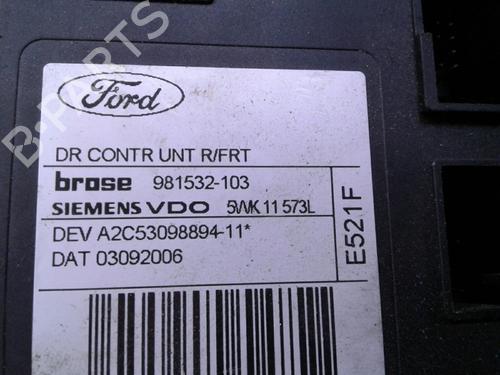 B-PARTS
Ford
DR CONTR UNT R/FRT
brose 981532-103
SIEMENS VDO 5WK 11 573L
DEV A2C53098894-11*
DAT 03092006
E521F